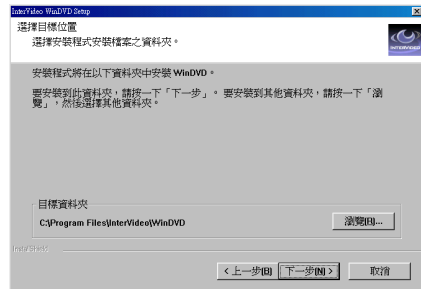 InterVideo WinDVD Setup
選擇目標位置
選擇安裝程式安裝檔案之資料夾。
INTERVIDEO
安裝程式將在以下資料夾中安裝 WinDVD。
要安裝到此資料夾，請按一下「下一步」。 要安裝到其他資料夾，請按一下「瀏
覽」，然後選擇其他資料夾。
目標資料夾
C:\Program Files\InterVideo\WinDVD
瀏覽(R)...
InstallShield
< 上一步(B)
下一步(N) >
取消